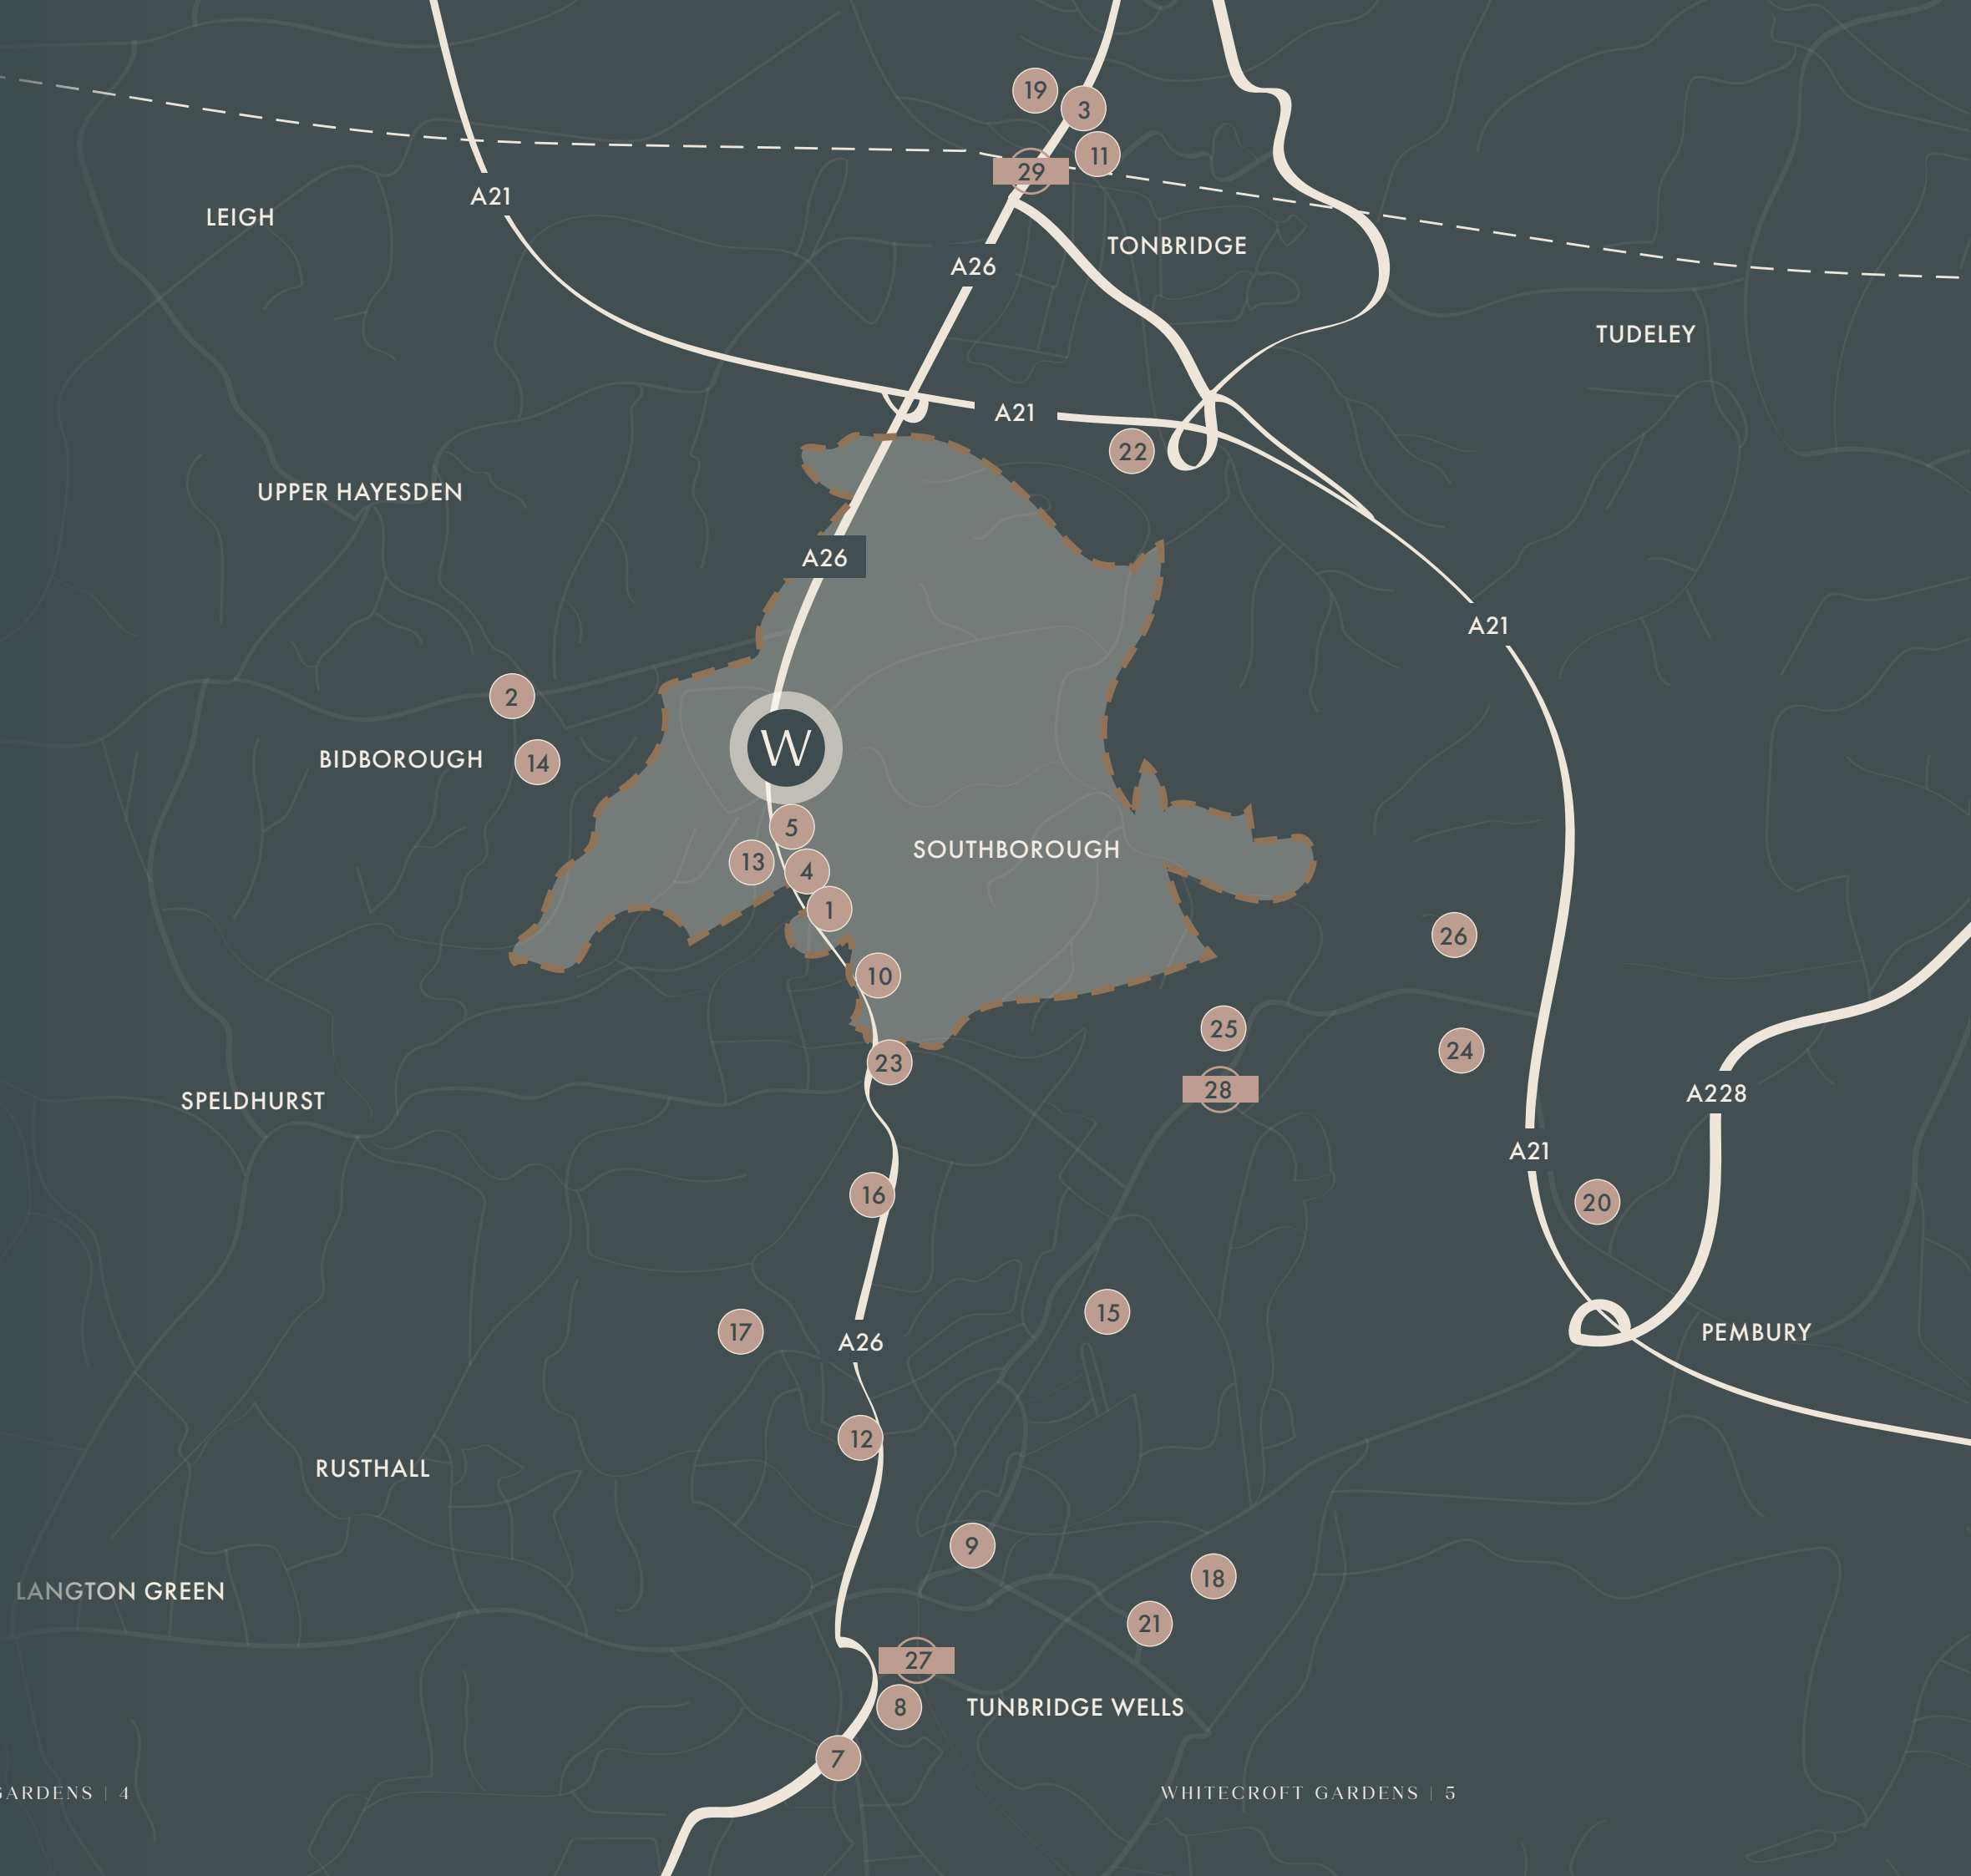 19
3
11
29
A21
LEIGH
TONBRIDGE
A26
TUDELEY
A21
22
UPPER HAYESDEN
A26
A21
2
W
BIDBOROUGH
14
5
SOUTHBOROUGH
13
4
1
26
10
25
24
23
28
A228
SPELDHURST
A21
16
20
15
17
A26
PEMBURY
12
RUSTHALL
9
18
LANGTON GREEN
21
27
8
TUNBRIDGE WELLS
7
GARDENS | 4
WHITECROFT GARDENS | 5